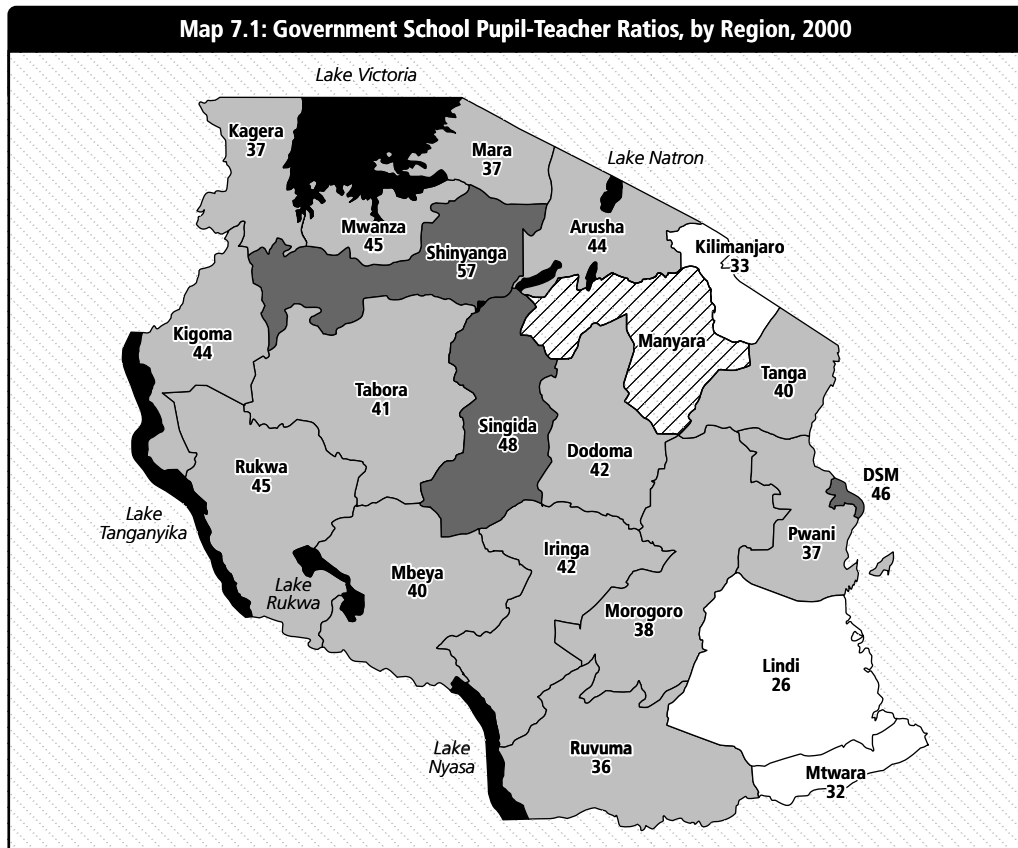 Map 7.1: Government School Pupil-Teacher Ratios, by Region, 2000
Lake Victoria
Kagera
37
Mara
37
Lake Natron
Mwanza
45
Arusha
44
Shinyanga
57
Kilimanjaro
33
Kigoma
44
Manyara
Tabora
41
Tanga
40
Singida
48
Dodoma
42
Rukwa
45
DSM
46
Lake
Tanganyika
Pwani
37
Iringa
42
Mbeya
40
Lake
Rukwa
Morogoro
38
Lindi
26
Lake
Nyasa
Ruvuma
36
Mtwara
32